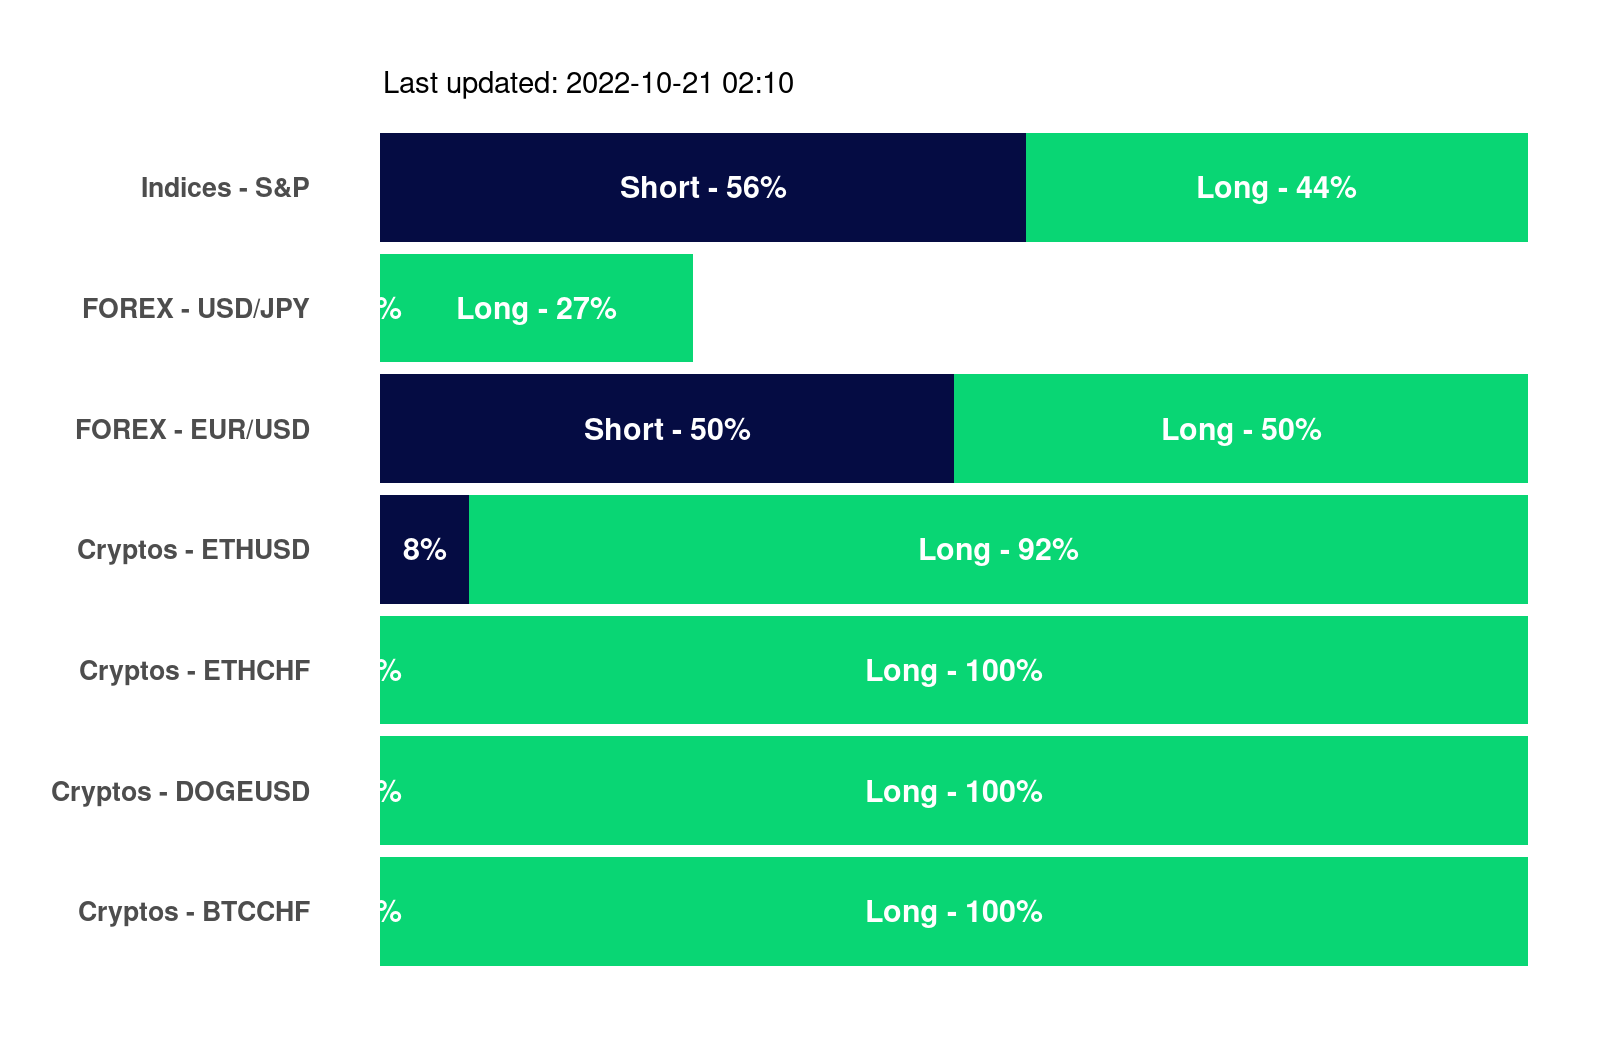 Last updated: 2022-10-21 02:10
Indices - S&P Short - 56% Long - 44%
FOREX - USD/JPY % Long - 27%
FOREX - EUR/USD Short - 50% Long - 50%
Cryptos - ETHUSD 8% Long - 92%
Cryptos - ETHCHF % Long - 100%
Cryptos - DOGEUSD % Long - 100%
Cryptos - BTCCHF % Long - 100%